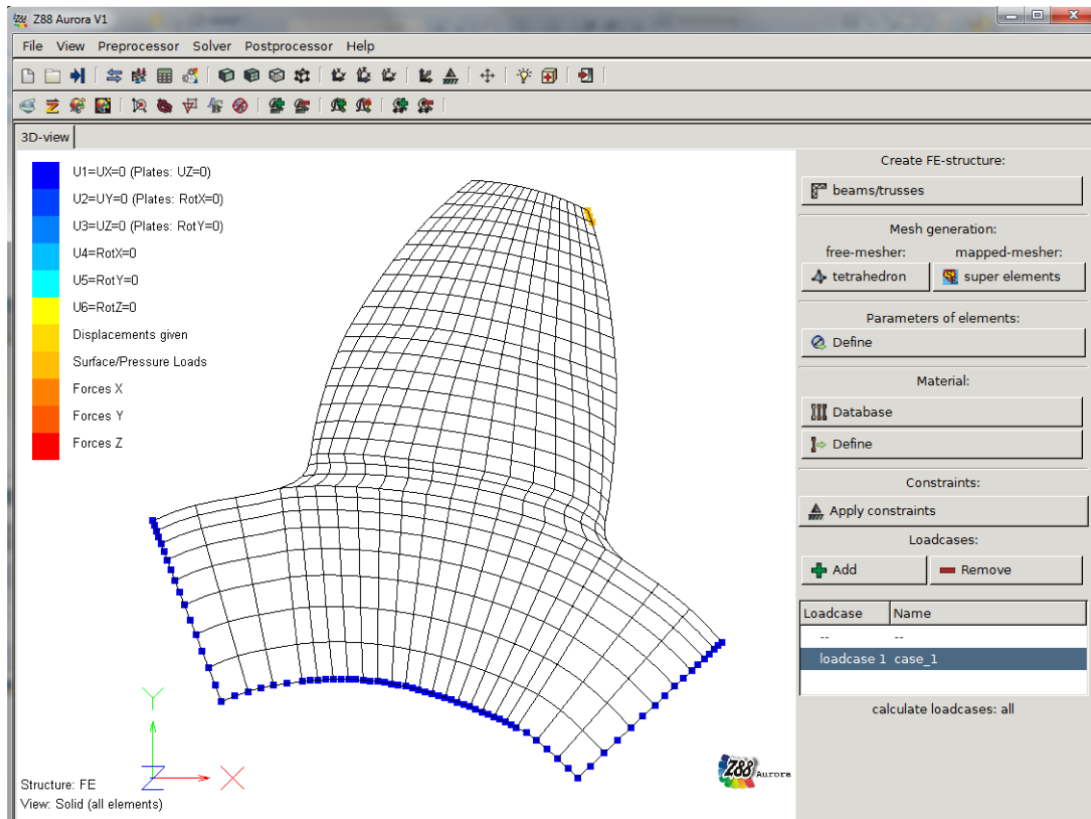 Z88 Aurora V1
File View Preprocessor Solver Postprocessor Help
3D-view
U1=UX=0 (Plates: UZ=0)
U2=UY=0 (Plates: RotX=0)
U3=UZ=0 (Plates: RotY=0)
U4=RotX=0
U5=RotY=0
U6=RotZ=0
Displacements given
Surface/Pressure Loads
Forces X
Forces Y
Forces Z
Y
Z
X
Structure: FE
View: Solid (all elements)
Z88 Aurora
Create FE-structure:
beams/trusses
Mesh generation:
free-mesher: mapped-mesher:
tetrahedron super elements
Parameters of elements:
Define
Material:
Database
Define
Constraints:
Apply constraints
Loadcases:
Add Remove
Loadcase Name
-- --
loadcase 1 case_1
calculate loadcases: all